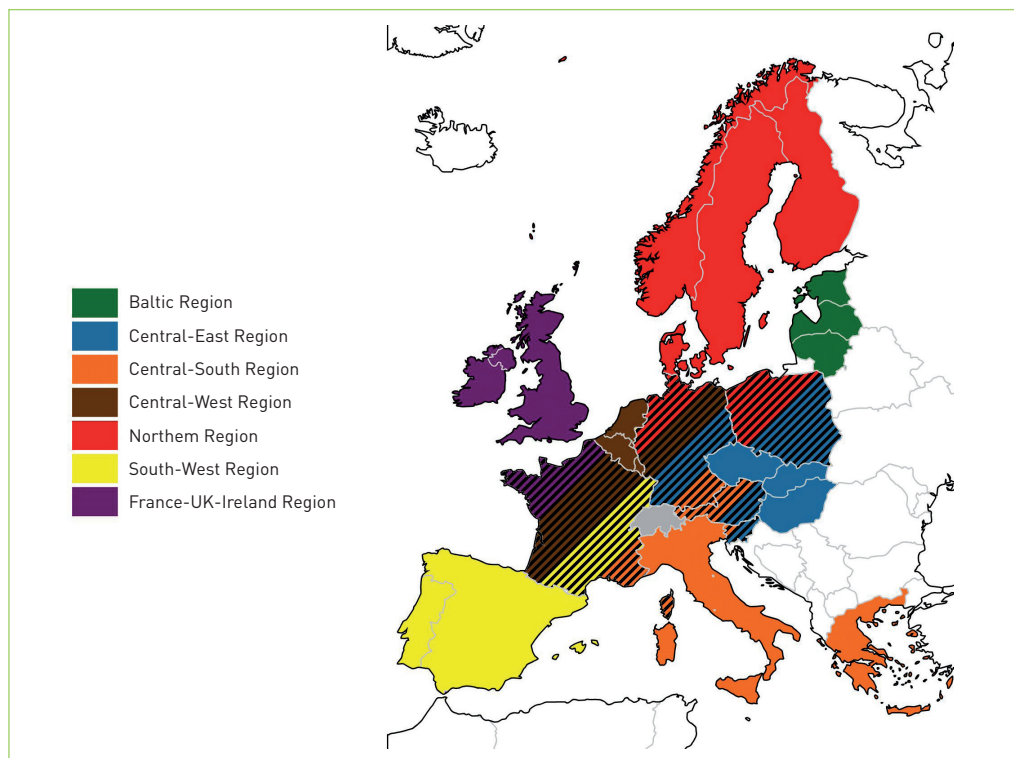 Baltic Region
Central-East Region
Central-South Region
Central-West Region
Northem Region
South-West Region
France-UK-Ireland Region